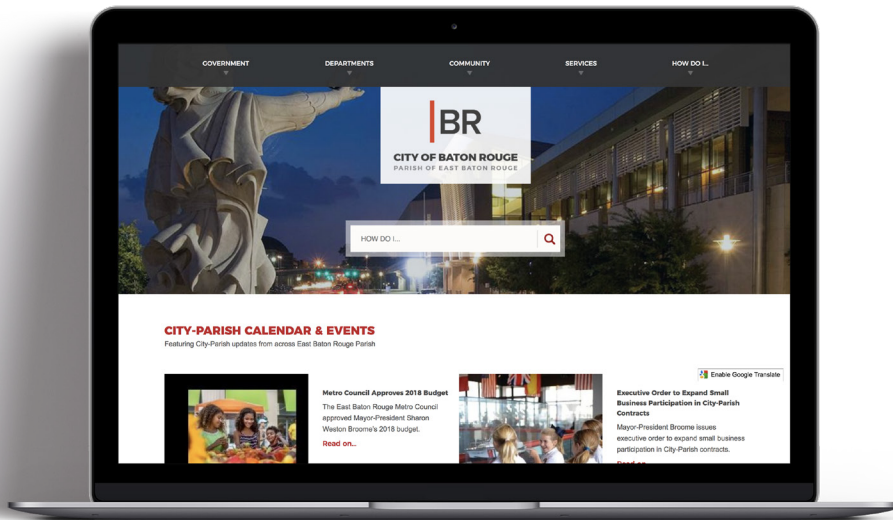 GOVERNMENT
DEPARTMENTS
COMMUNITY
SERVICES
HOW DO I...
BR
CITY OF BATON ROUGE
PARISH OF EAST BATON ROUGE
HOW DO I...
CITY-PARISH CALENDAR & EVENTS
Featuring City-Parish updates from across East Baton Rouge Parish
Enable Google Translate
Metro Council Approves 2018 Budget
The East Baton Rouge Metro Council
approved Mayor-President Sharon
Weston Broome's 2018 budget.
Read on...
Executive Order to Expand Small
Business Participation in City-Parish
Contracts
Mayor-President Broome issues
executive order to expand small business
participation in City-Parish contracts.
Read on